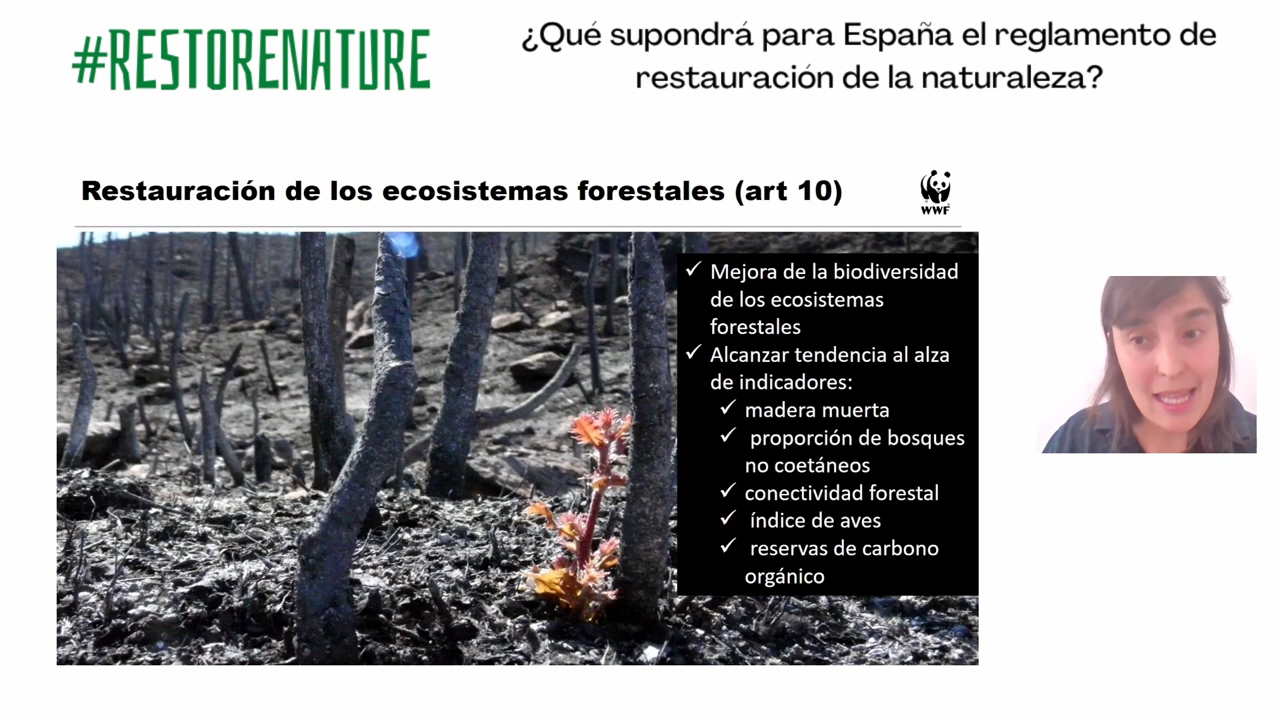 #RESTORENATURE
¿Qué supondrá para España el reglamento de
restauración de la naturaleza?
Restauración de los ecosistemas forestales (art 10)
WWF
✓ Mejora de la biodiversidad
de los ecosistemas
forestales
✓ Alcanzar tendencia al alza
de indicadores:
✓ madera muerta
✓ proporción de bosques
no coetáneos
✓ conectividad forestal
✓ índice de aves
✓ reservas de carbono
orgánico